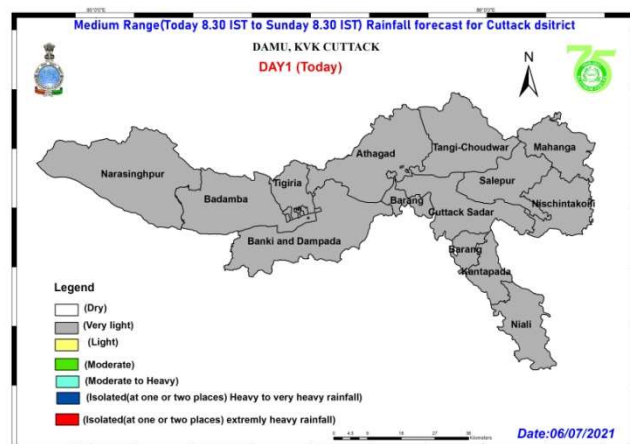 Medium Range(Today 8.30 IST to Sunday 8.30 IST) Rainfall forecast for Cuttack dsitrict
DAMU, KVK CUTTACK
DAY1 (Today)
N
75
Narasinghpur
Badamba
Tigiria
Athagad
Tangi-Choudwar
Mahanga
Salepur
Nischintakoili
Barang
Cuttack Sadar
Banki and Dampada
Barang
Kantapada
Niali
Legend
(Dry)
(Very light)
(Light)
(Moderate)
(Moderate to Heavy)
(Isolated(at one or two places) Heavy to very heavy rainfall)
(Isolated(at one or two places) extremly heavy rainfall)
Kilometers
Date:06/07/2021